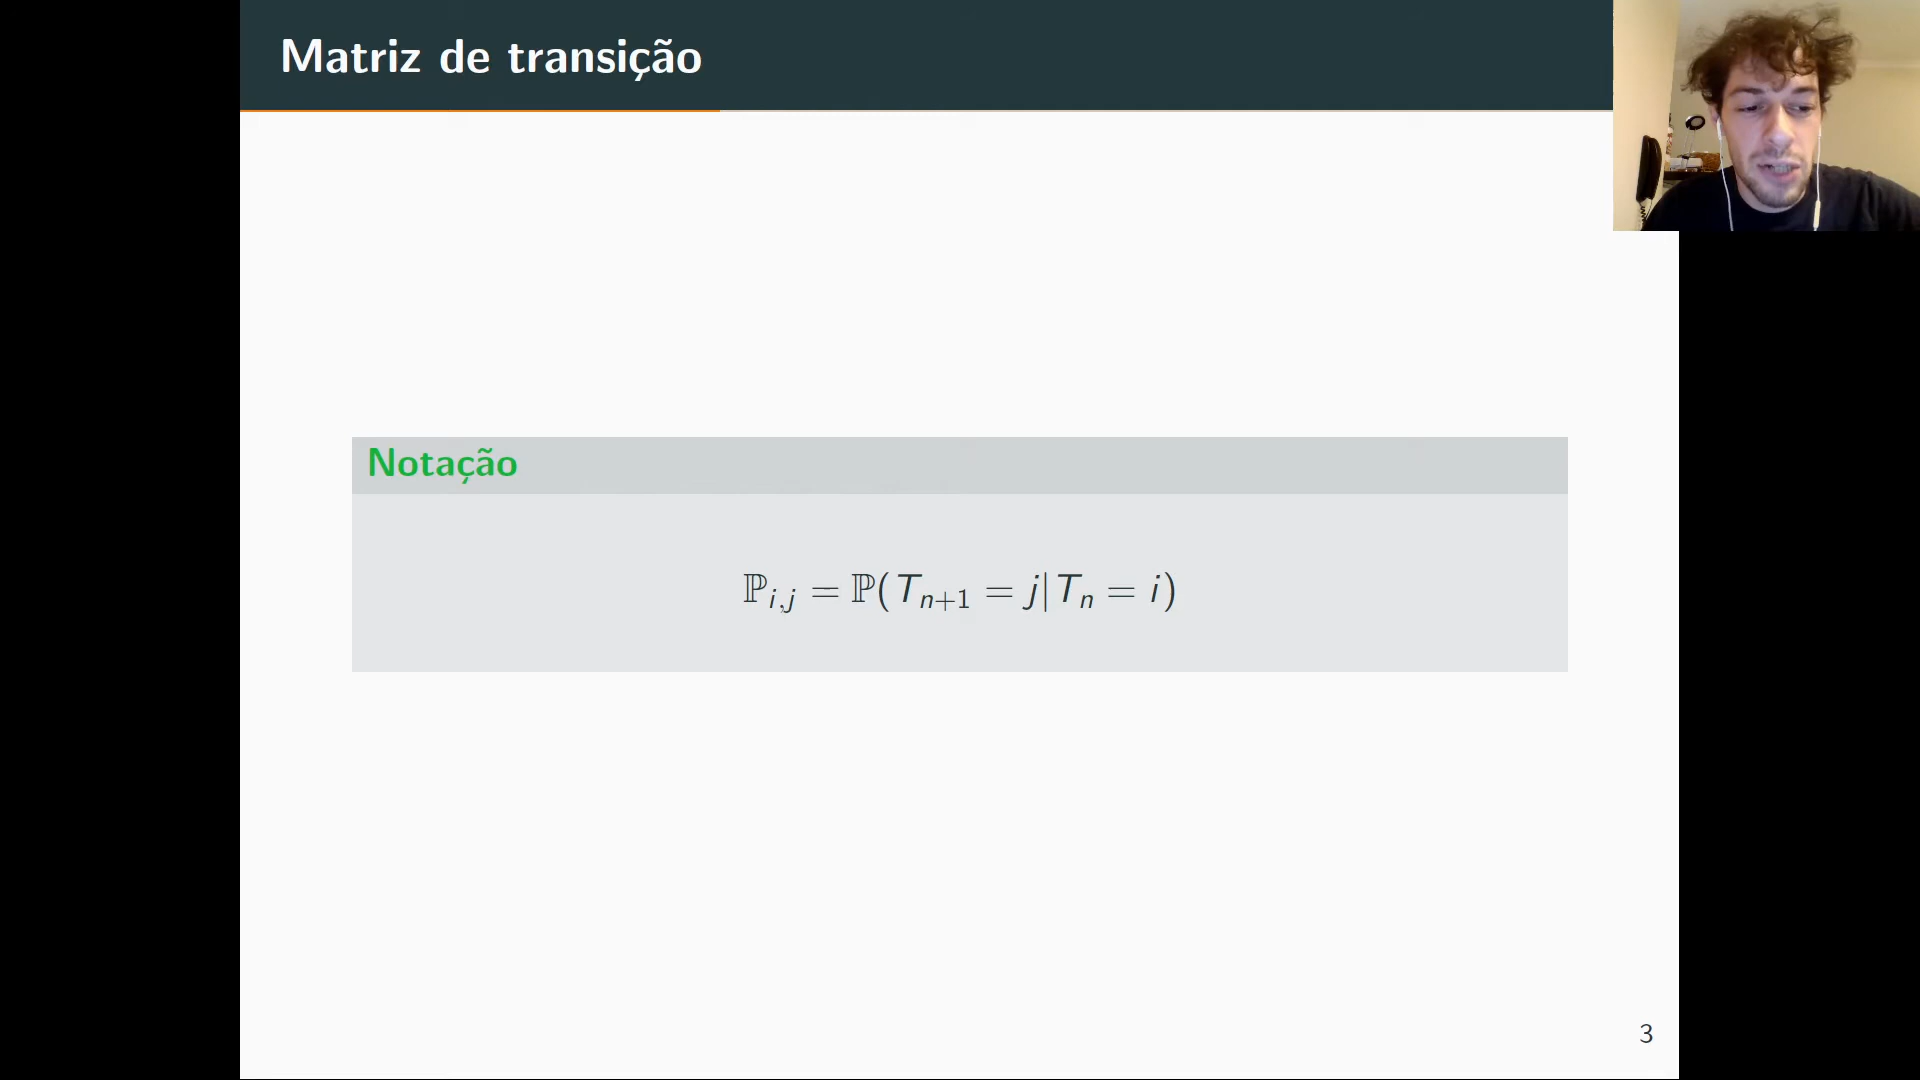 Matriz de transição
Notação
ℙ_{i,j} = ℙ(T_{n+1} = j|T_n = i)
3